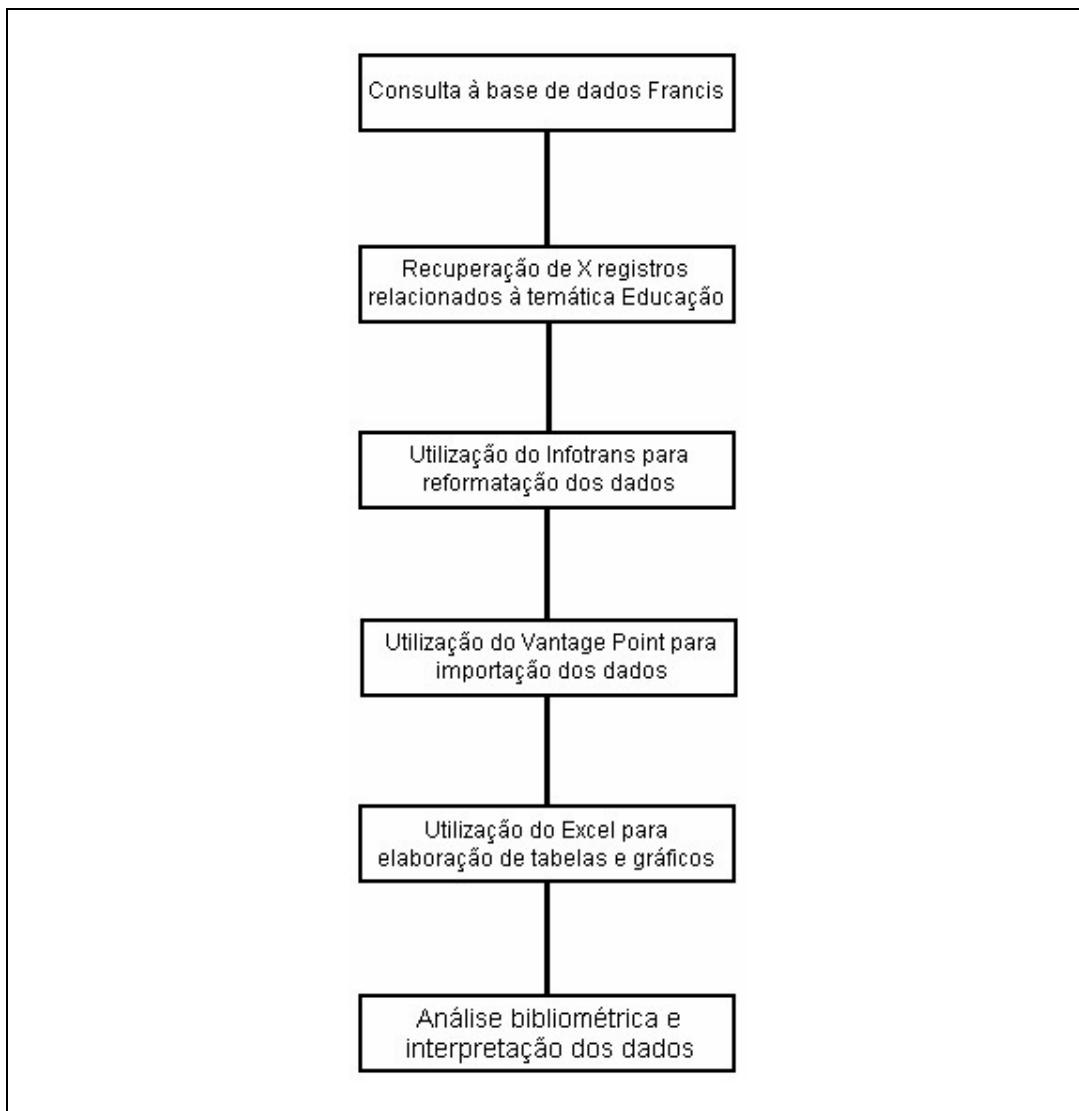 Consulta à base de dados Francis
Recuperação de X registros
relacionados à temática Educação
Utilização do Infotrans para
reformatação dos dados
Utilização do Vantage Point para
importação dos dados
Utilização do Excel para
elaboração de tabelas e gráficos
Análise bibliométrica e
interpretação dos dados